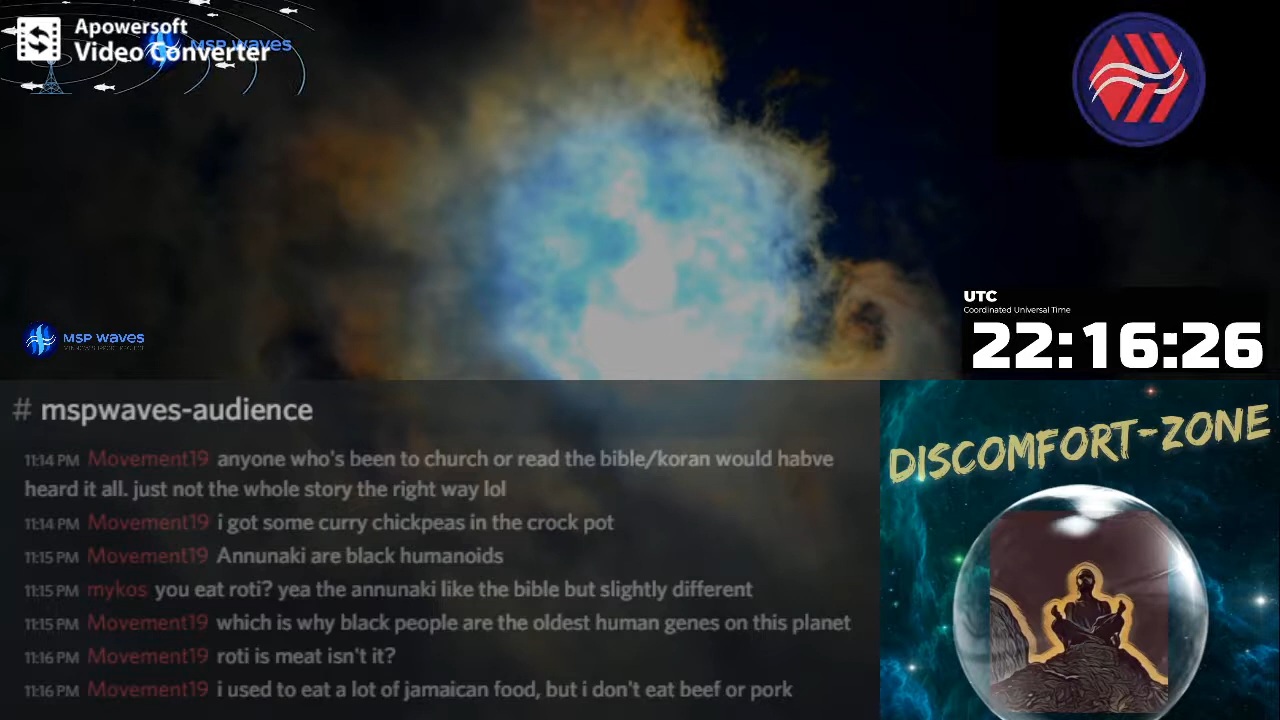 Apowersoft
Video Converter
MSP WAVES
MSP WAVES
UTC
Coordinated Universal Time
22:16:26
# mspwaves-audience
11:14 PM Movement19 anyone who's been to church or read the bible/koran would habve
heard it all. just not the whole story the right way lol
11:14 PM Movement19 i got some curry chickpeas in the crock pot
11:15 PM Movement19 Annunaki are black humanoids
11:15 PM mykos you eat roti? yea the annunaki like the bible but slightly different
11:15 PM Movement19 which is why black people are the oldest human genes on this planet
11:16 PM Movement19 roti is meat isn't it?
11:16 PM Movement19 i used to eat a lot of jamaican food, but i don't eat beef or pork
DISCOMFORT-ZONE